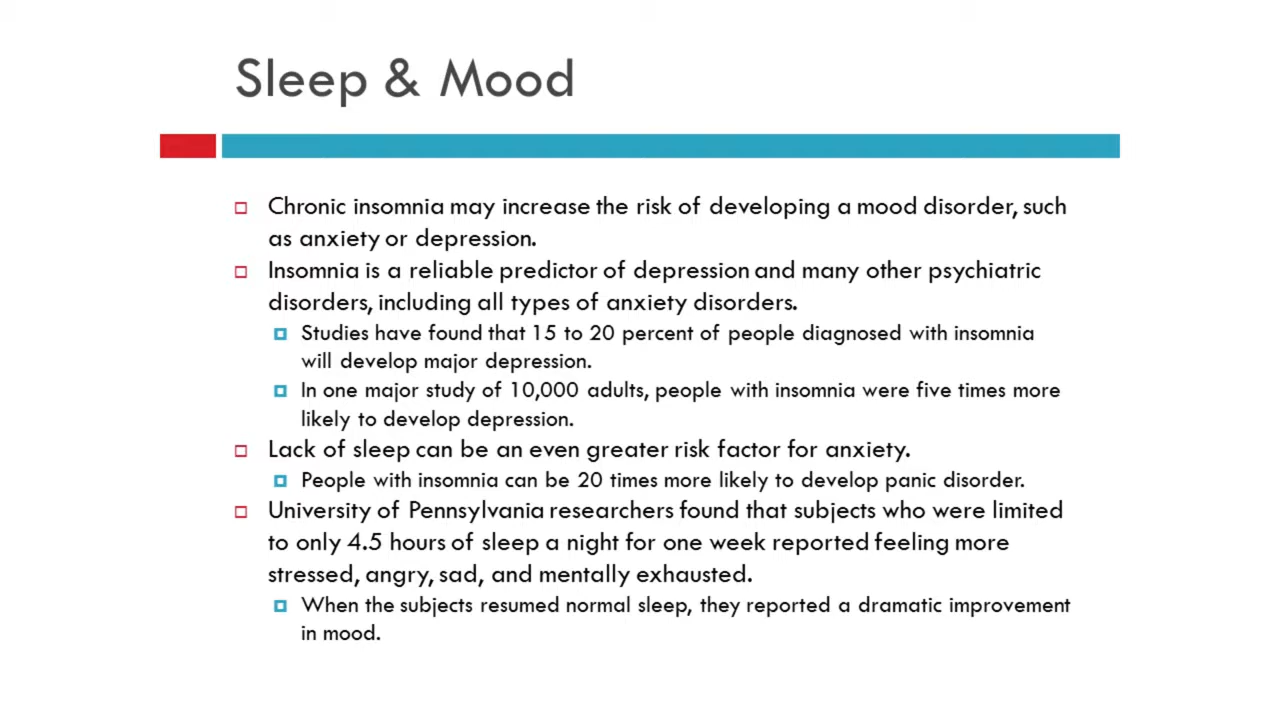 Sleep & Mood
Chronic insomnia may increase the risk of developing a mood disorder, such
as anxiety or depression.
Insomnia is a reliable predictor of depression and many other psychiatric
disorders, including all types of anxiety disorders.
Studies have found that 15 to 20 percent of people diagnosed with insomnia
will develop major depression.
In one major study of 10,000 adults, people with insomnia were five times more
likely to develop depression.
Lack of sleep can be an even greater risk factor for anxiety.
People with insomnia can be 20 times more likely to develop panic disorder.
University of Pennsylvania researchers found that subjects who were limited
to only 4.5 hours of sleep a night for one week reported feeling more
stressed, angry, sad, and mentally exhausted.
When the subjects resumed normal sleep, they reported a dramatic improvement
in mood.